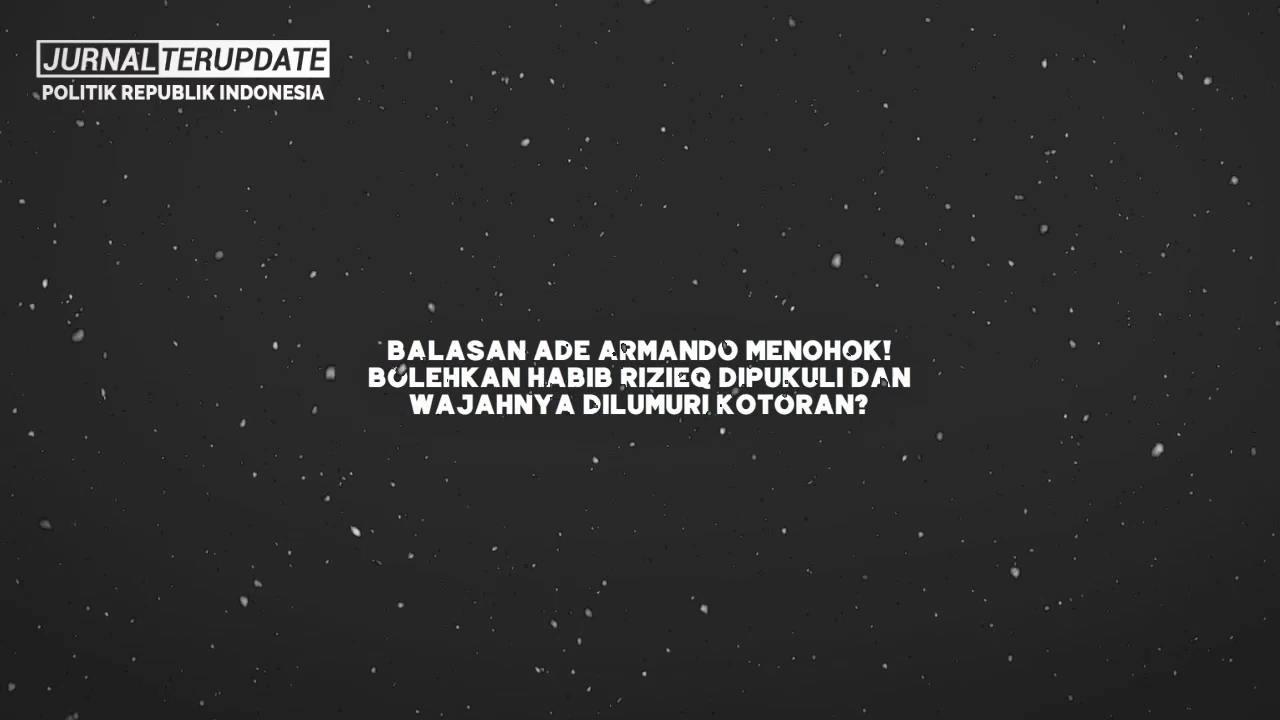 JURNALTERUPDATE
POLITIK REPUBLIK INDONESIA
BALASAN ADE ARMANDO MENOHOK!
BOLEHKAN HABIB RIZIEQ DIPUKULI DAN
WAJAHNYA DILUMURI KOTORAN?